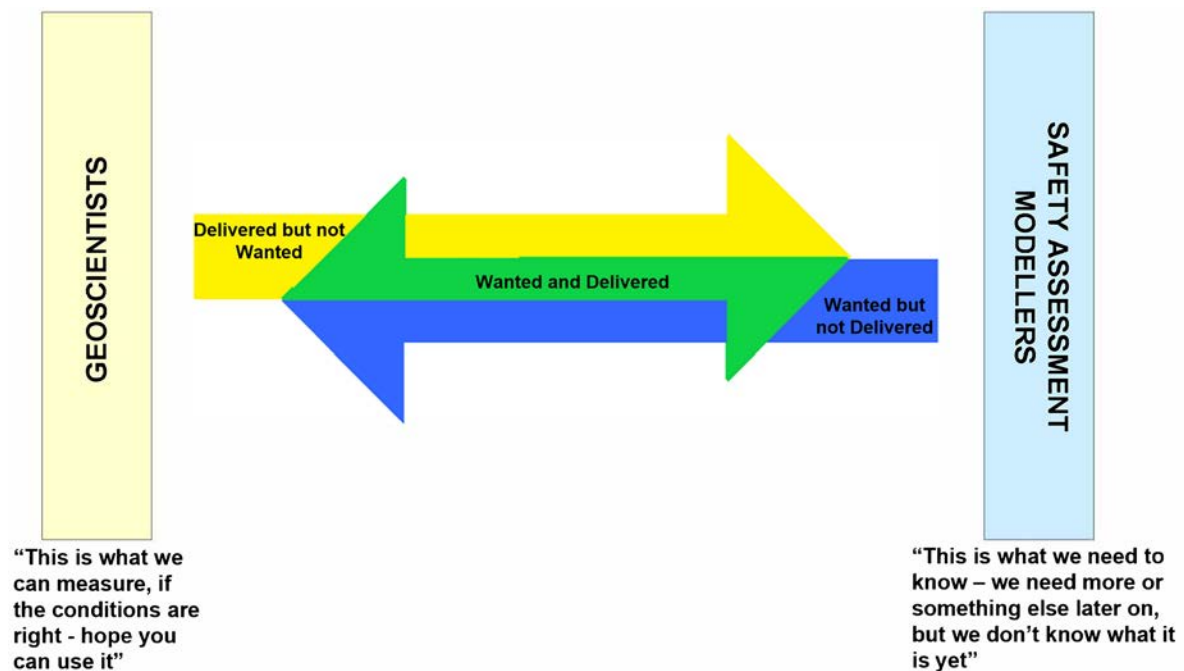 GEOSCIENTISTS
Delivered but not
Wanted
Wanted and Delivered
Wanted but
not Delivered
SAFETY ASSESSMENT
MODELLERS
“This is what we
can measure, if
the conditions are
right - hope you
can use it”
“This is what we need to
know – we need more or
something else later on,
but we don’t know what it
is yet”